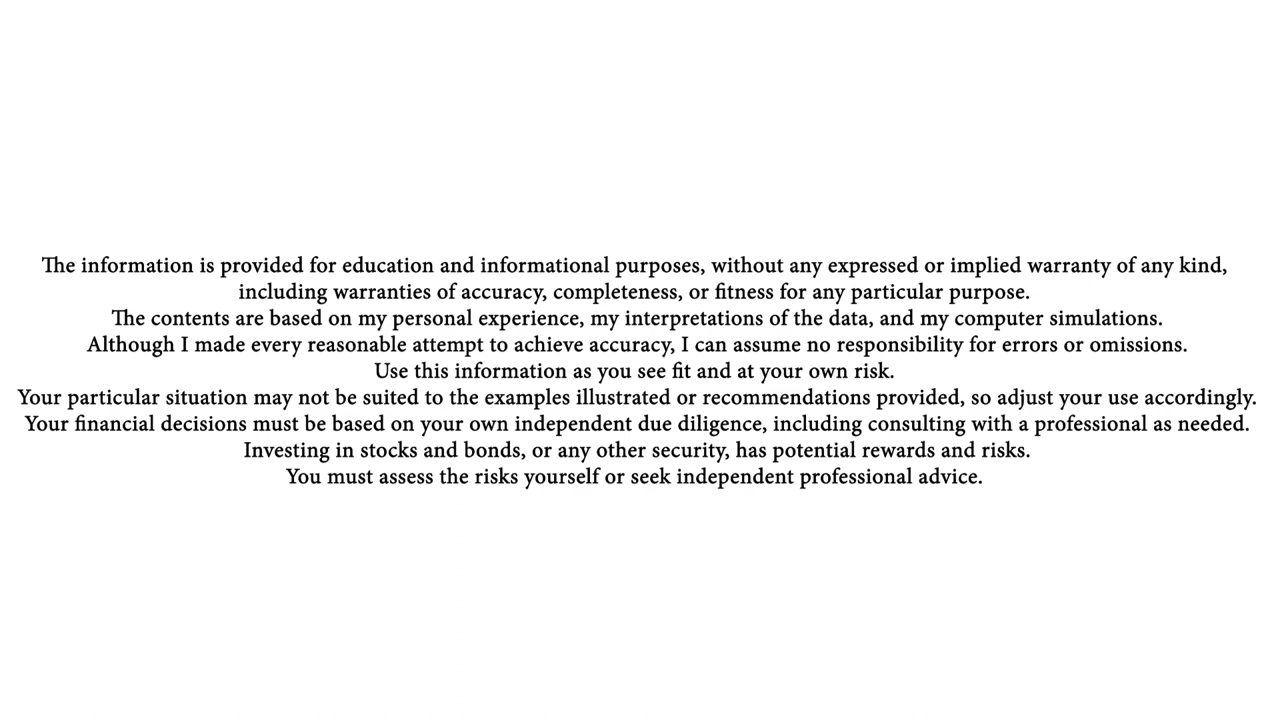 The information is provided for education and informational purposes, without any expressed or implied warranty of any kind,
including warranties of accuracy, completeness, or fitness for any particular purpose.
The contents are based on my personal experience, my interpretations of the data, and my computer simulations.
Although I made every reasonable attempt to achieve accuracy, I can assume no responsibility for errors or omissions.
Use this information as you see fit and at your own risk.
Your particular situation may not be suited to the examples illustrated or recommendations provided, so adjust your use accordingly.
Your financial decisions must be based on your own independent due diligence, including consulting with a professional as needed.
Investing in stocks and bonds, or any other security, has potential rewards and risks.
You must assess the risks yourself or seek independent professional advice.